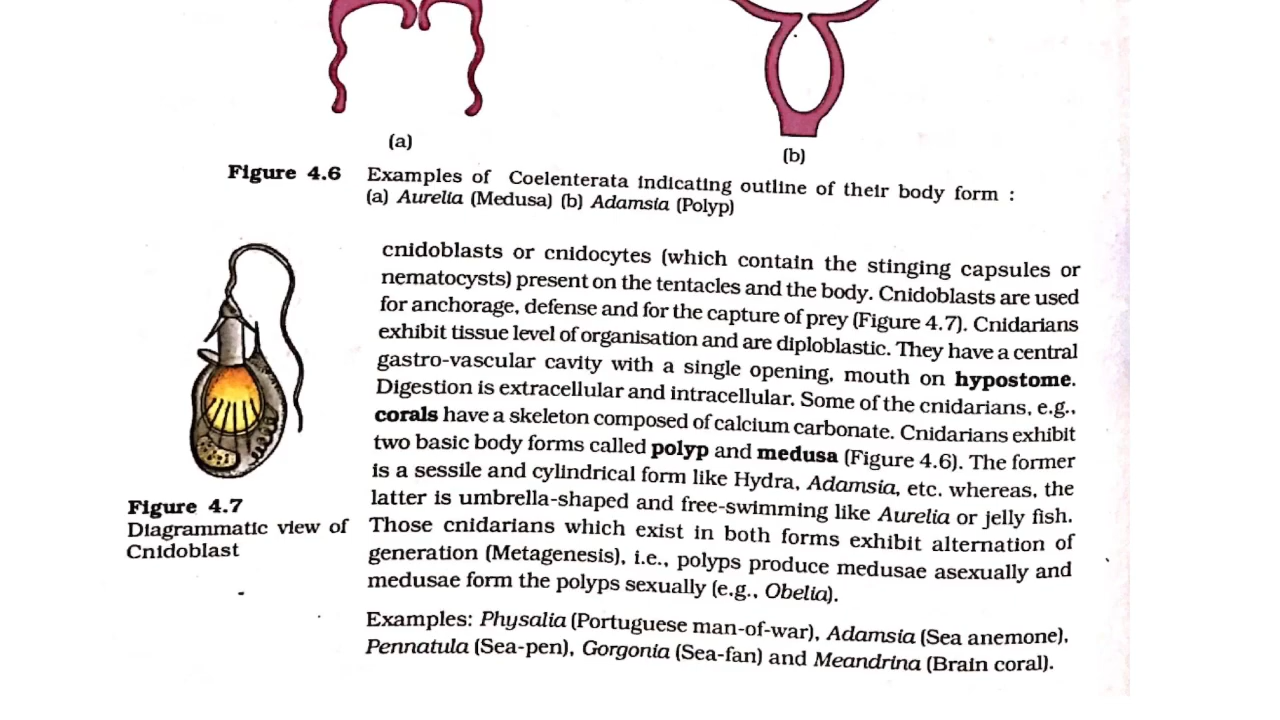 (a)
(b)
Figure 4.6 Examples of Coelenterata indicating outline of their body form :
(a) Aurelia (Medusa) (b) Adamsia (Polyp)
cnidoblasts or cnidocytes (which contain the stinging capsules or
nematocysts) present on the tentacles and the body. Cnidoblasts are used
for anchorage, defense and for the capture of prey (Figure 4.7). Cnidarians
exhibit tissue level of organisation and are diploblastic. They have a central
gastro-vascular cavity with a single opening, mouth on hypostome.
Digestion is extracellular and intracellular. Some of the cnidarians, e.g.,
corals have a skeleton composed of calcium carbonate. Cnidarians exhibit
two basic body forms called polyp and medusa (Figure 4.6). The former
is a sessile and cylindrical form like Hydra, Adamsia, etc. whereas, the
latter is umbrella-shaped and free-swimming like Aurelia or jelly fish.
Those cnidarians which exist in both forms exhibit alternation of
generation (Metagenesis), i.e., polyps produce medusae asexually and
medusae form the polyps sexually (e.g., Obelia).
Figure 4.7
Diagrammatic view of
Cnidoblast
Examples: Physalia (Portuguese man-of-war), Adamsia (Sea anemone),
Pennatula (Sea-pen), Gorgonia (Sea-fan) and Meandrina (Brain coral).